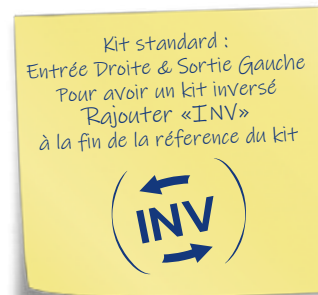 Kit standard :
Entrée Droite & Sortie Gauche
Pour avoir un kit inversé
Rajouter «INV»
à la fin de la réference du kit
INV